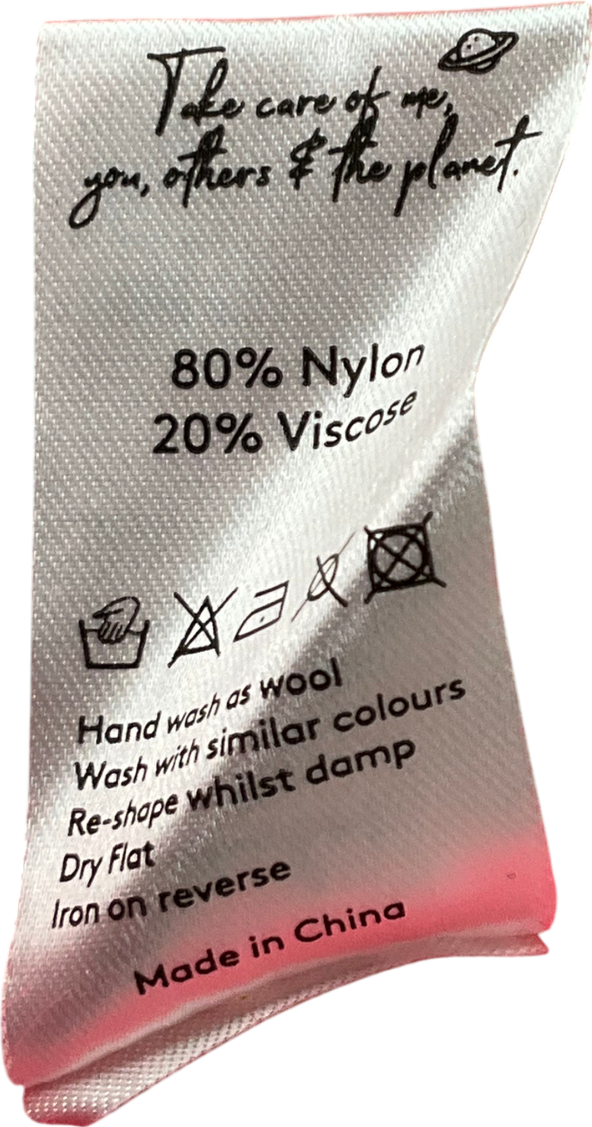 Take care of me,
you, others & the planet.
80% Nylon
20% Viscose
Hand wash as wool
Wash with similar colours
Re-shape whilst damp
Dry Flat
Iron on reverse
Made in China